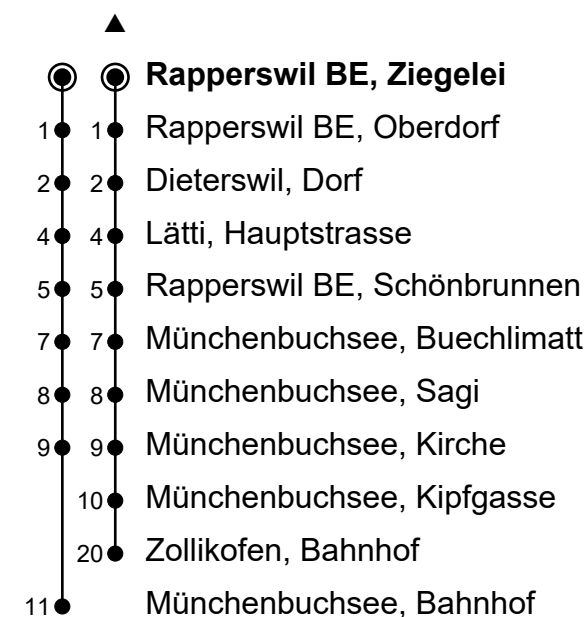 ▲
Rapperswil BE, Ziegelei
1 1 Rapperswil BE, Oberdorf
2 2 Dieterswil, Dorf
4 4 Lätti, Hauptstrasse
5 5 Rapperswil BE, Schönbrunnen
7 7 Münchenbuchsee, Buechlimatt
8 8 Münchenbuchsee, Sagi
9 9 Münchenbuchsee, Kirche
10 Münchenbuchsee, Kipfgasse
20 Zollikofen, Bahnhof
11 Münchenbuchsee, Bahnhof